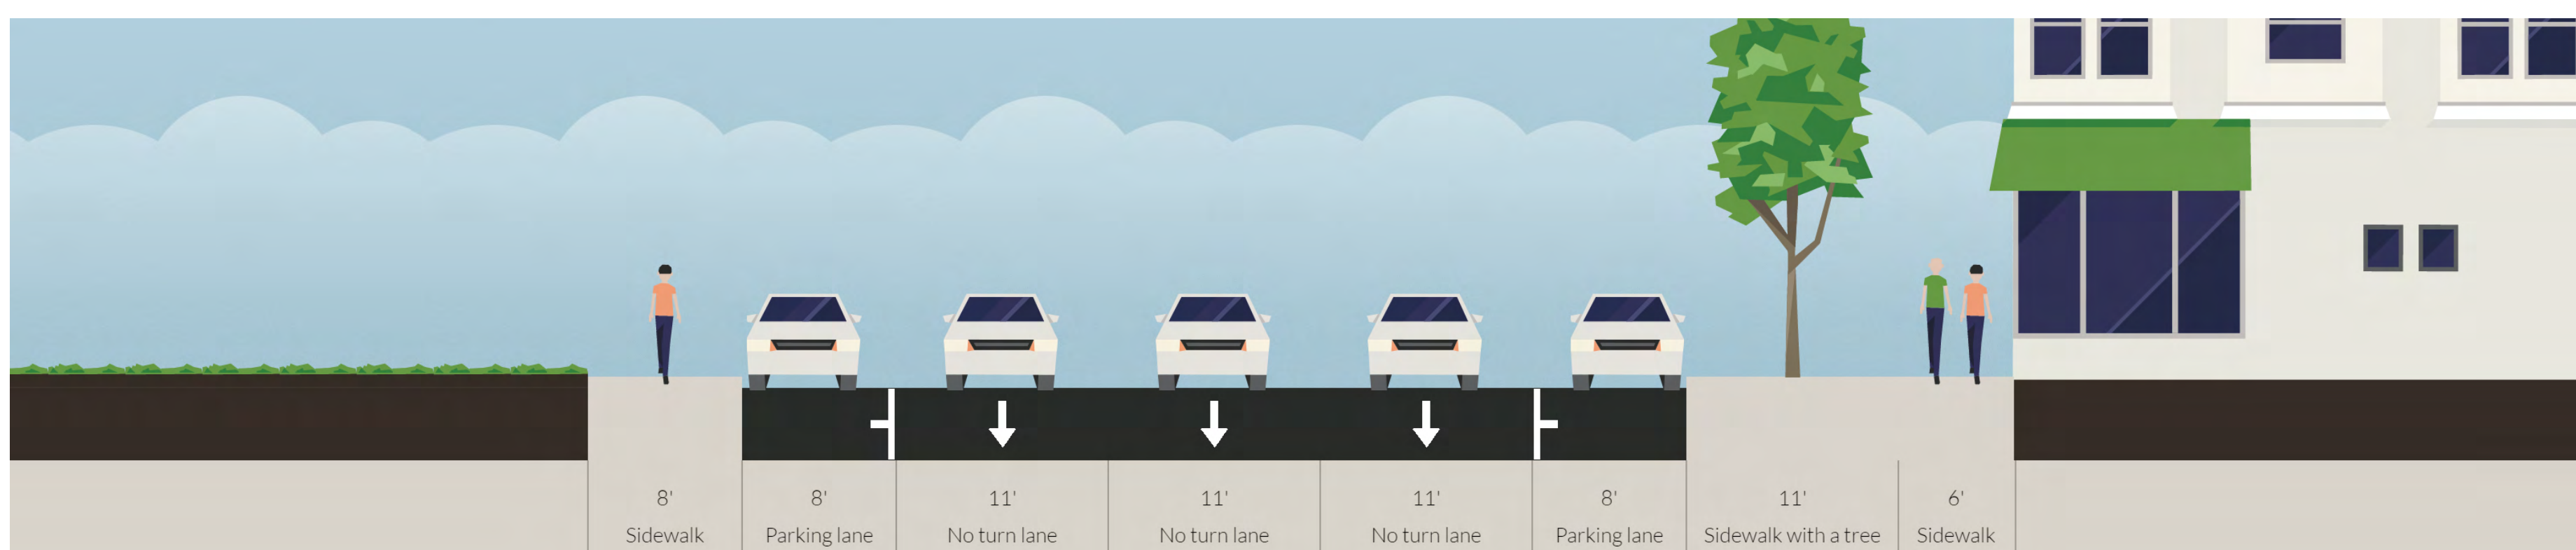 8' 8' 11' 11' 11' 8' 11' 6'
Sidewalk Parking lane No turn lane No turn lane No turn lane Parking lane Sidewalk with a tree Sidewalk